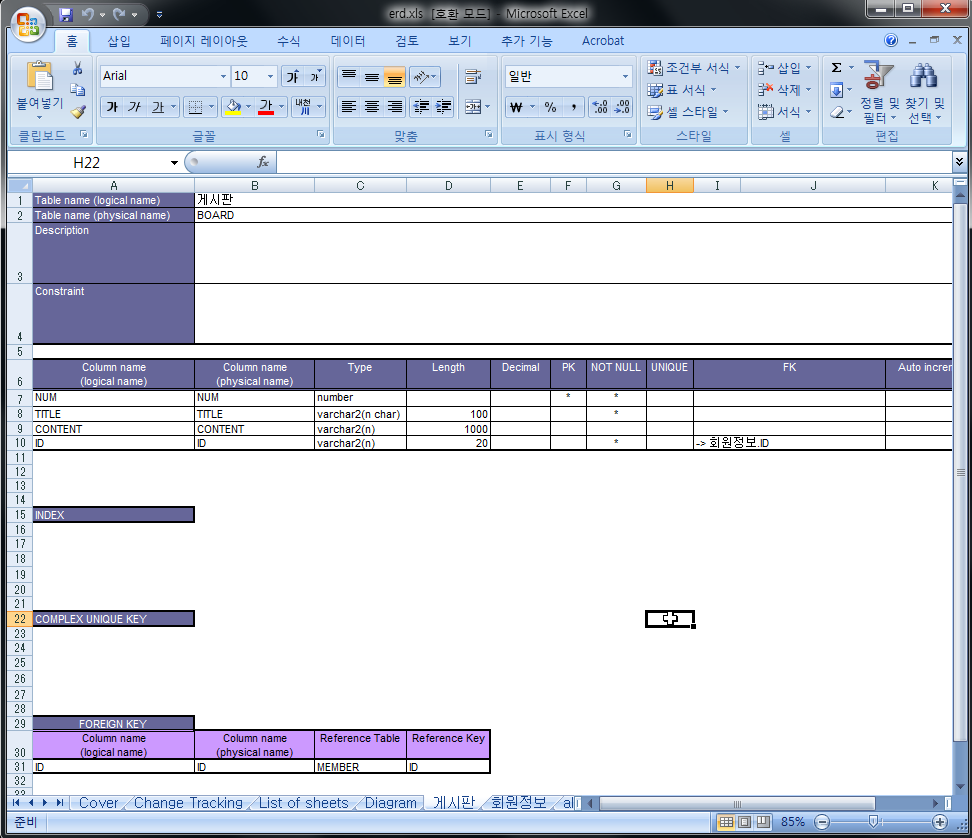 erd.xls [호환 모드] - Microsoft Excel
홈 삽입 페이지 레이아웃 수식 데이터 검토 보기 추가 기능 Acrobat
붙여넣기
클립보드
Arial 10 가 가
가 가 가 가 내천
글꼴
맞춤
일반
₩ % , .00 .00
표시 형식
조건부 서식
표 서식
셀 스타일
스타일
삽입
삭제
서식
셀
Σ
정렬 및 필터
찾기 및 선택
편집
H22 fx
A B C D E F G H I J K
1 Table name (logical name) 게시판
2 Table name (physical name) BOARD
3 Description
4 Constraint
5
6 Column name (logical name) Column name (physical name) Type Length Decimal PK NOT NULL UNIQUE FK Auto increr
7 NUM NUM number * *
8 TITLE TITLE varchar2(n char) 100 *
9 CONTENT CONTENT varchar2(n) 1000
10 ID ID varchar2(n) 20 * -> 회원정보.ID
11
12
13
14
15 INDEX
16
17
18
19
20
21
22 COMPLEX UNIQUE KEY
23
24
25
26
27
28
29 FOREIGN KEY
30 Column name (logical name) Column name (physical name) Reference Table Reference Key
31 ID ID MEMBER ID
32
33
Cover Change Tracking List of sheets Diagram 게시판 회원정보 al
준비 85%